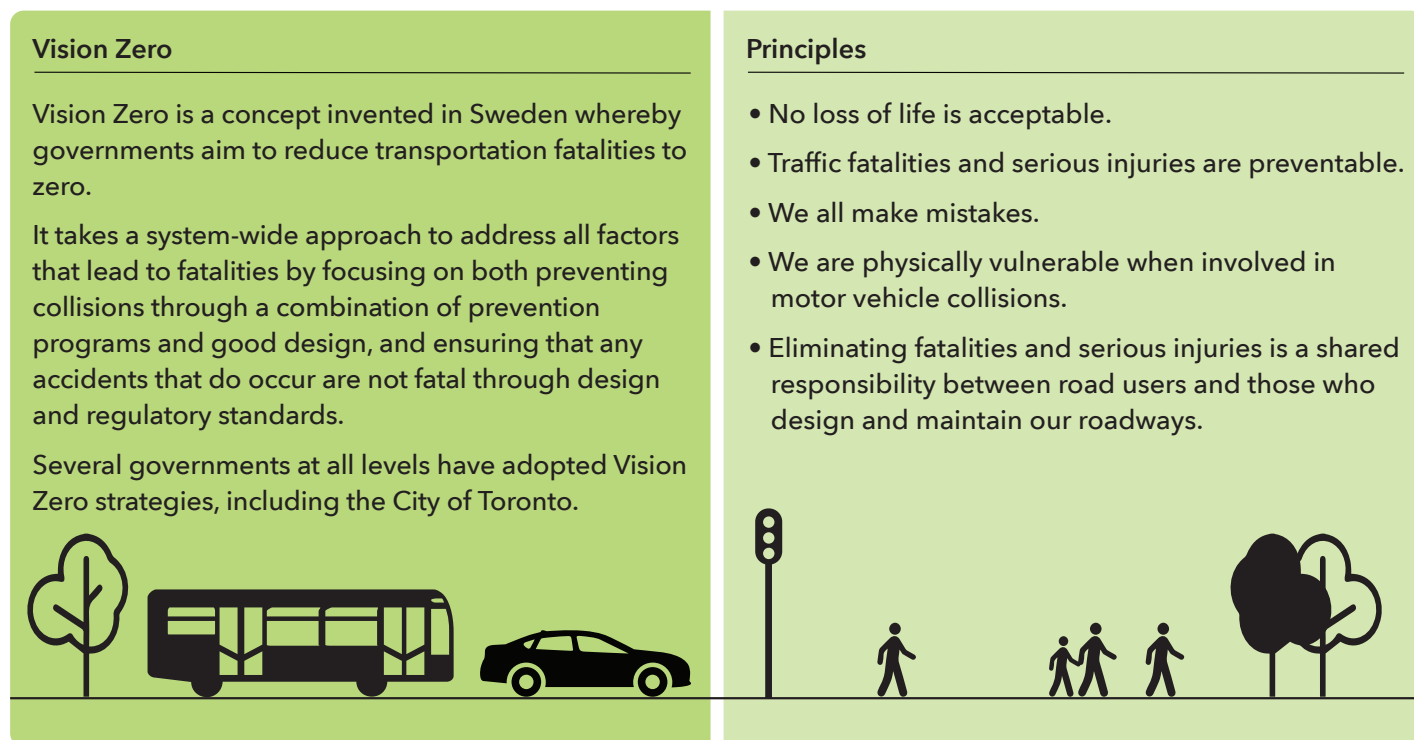 Vision Zero
Vision Zero is a concept invented in Sweden whereby
governments aim to reduce transportation fatalities to
zero.
It takes a system-wide approach to address all factors
that lead to fatalities by focusing on both preventing
collisions through a combination of prevention
programs and good design, and ensuring that any
accidents that do occur are not fatal through design
and regulatory standards.
Several governments at all levels have adopted Vision
Zero strategies, including the City of Toronto.
Principles
• No loss of life is acceptable.
• Traffic fatalities and serious injuries are preventable.
• We all make mistakes.
• We are physically vulnerable when involved in
motor vehicle collisions.
• Eliminating fatalities and serious injuries is a shared
responsibility between road users and those who
design and maintain our roadways.